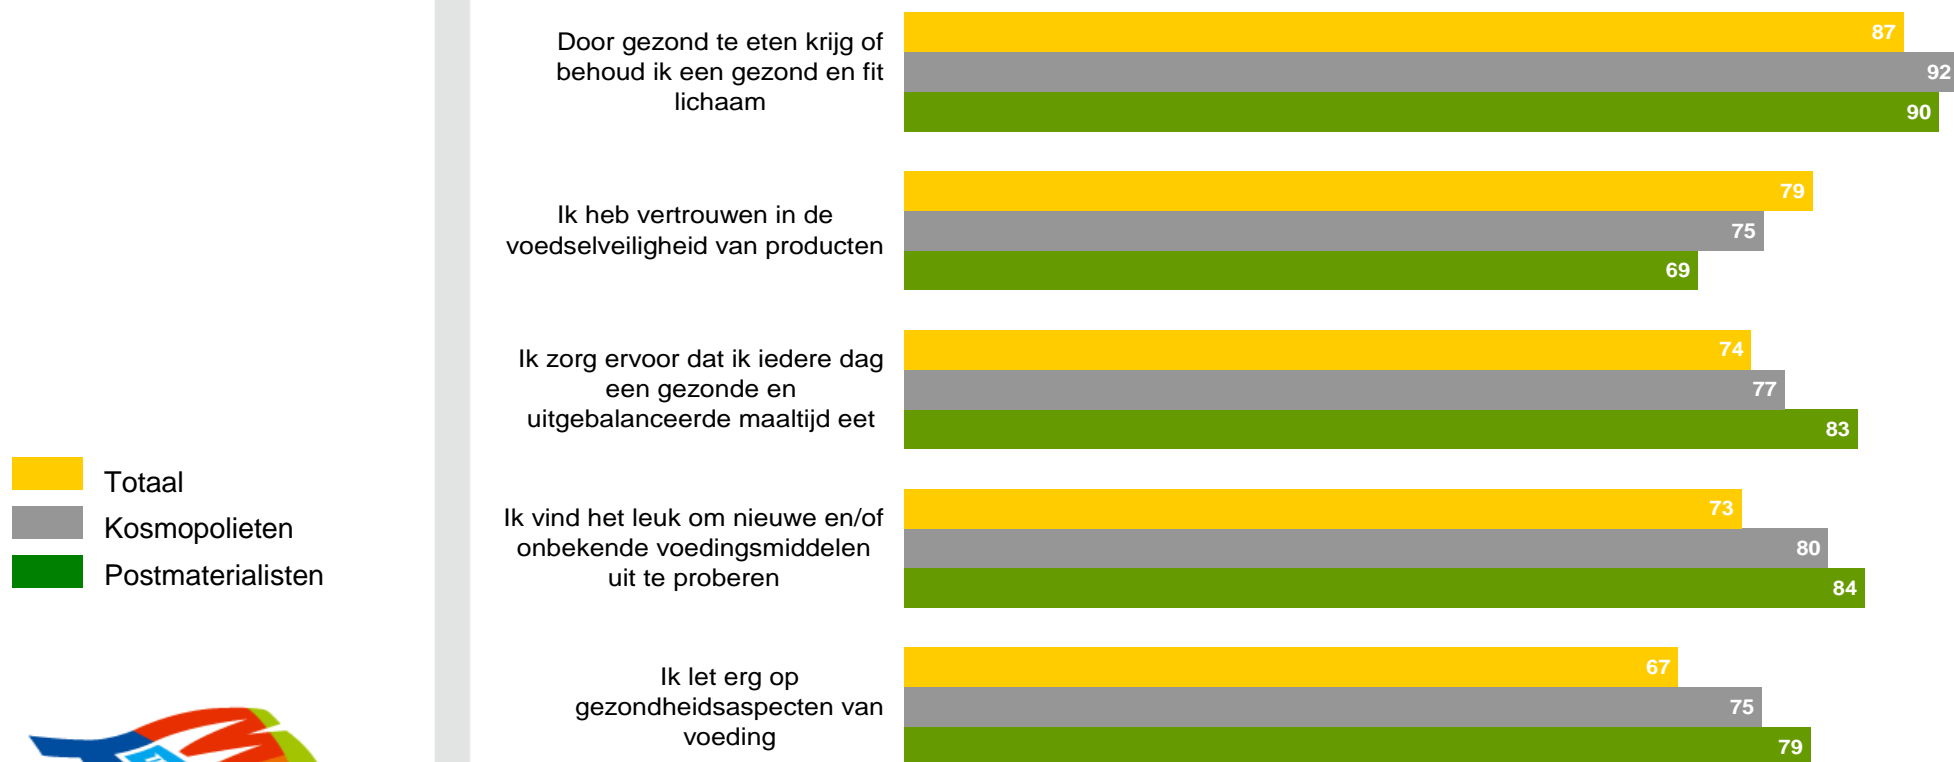 Door gezond te eten krijg of
behoud ik een gezond en fit
lichaam
87
92
90
Ik heb vertrouwen in de
voedselveiligheid van producten
79
75
69
Ik zorg ervoor dat ik iedere dag
een gezonde en
uitgebalanceerde maaltijd eet
74
77
83
Ik vind het leuk om nieuwe en/of
onbekende voedingsmiddelen
uit te proberen
73
80
84
Ik let erg op
gezondheidsaspecten van
voeding
67
75
79
Totaal
Kosmopolieten
Postmaterialisten